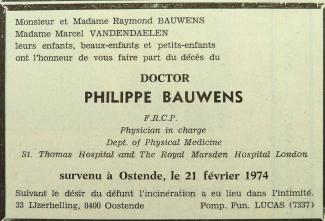 Monsieur et Madame Raymond BAUWENS
Madame Marcel VANDENDAELEN
leurs enfants, beaux-enfants et petits-enfants
ont l'honneur de vous faire part du décès du
DOCTOR
PHILIPPE BAUWENS
F.R.C.P.
Physician in charge
Dept. of Physical Medicine
St. Thomas Hospital and The Royal Marsden Hospital London
survenu à Ostende, le 21 février 1974
Suivant le désir du défunt l'incinération a eu lieu dans l'intimité.
33 IJzerhelling, 8400 Oostende Pomp. Fun. LUCAS (7337)